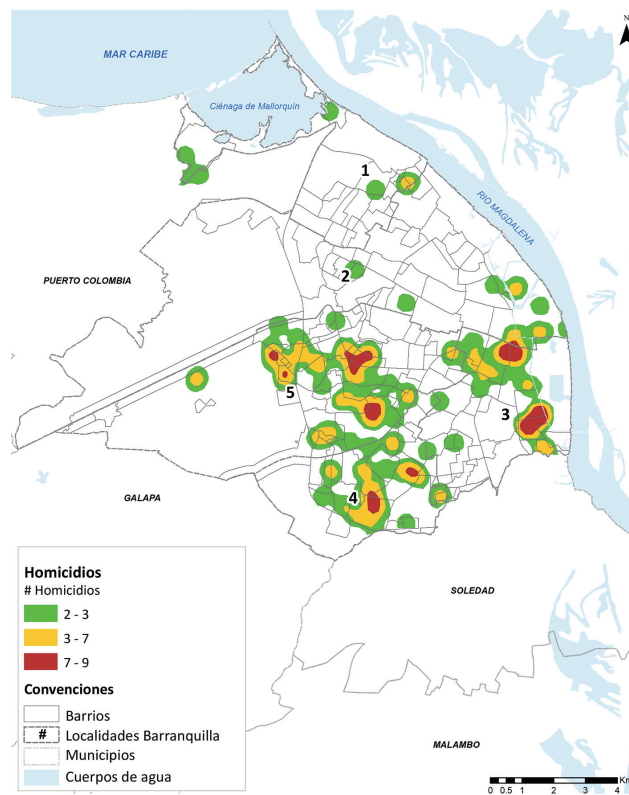 N
MAR CARIBE
Ciénaga de Mallorquín
1
RIO MAGDALENA
2
PUERTO COLOMBIA
5
3
4
GALAPA
Homicidios
# Homicidios
2 - 3
3 - 7
7 - 9
Convenciones
Barrios
# Localidades Barranquilla
Municipios
Cuerpos de agua
SOLEDAD
MALAMBO
Km
0 0.5 1 2 3 4